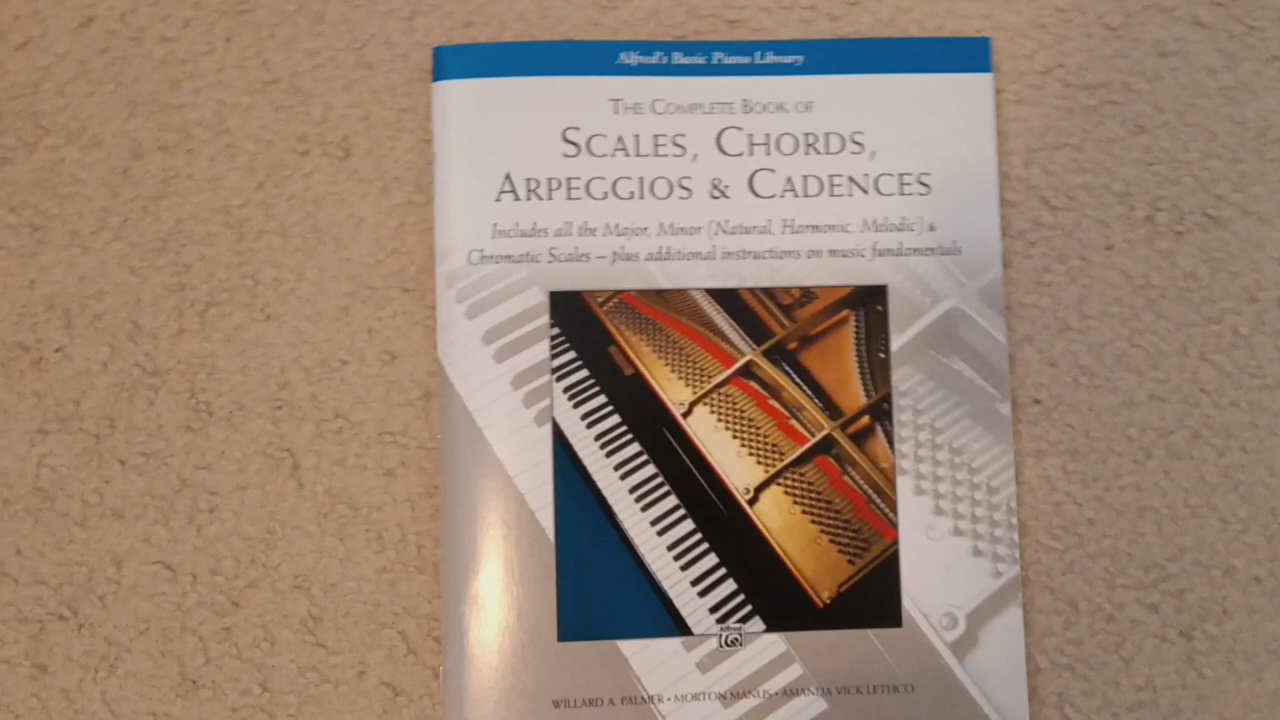 Alfred's Basic Piano Library
THE COMPLETE BOOK OF
SCALES, CHORDS,
ARPEGGIOS & CADENCES
Includes all the Major, Minor (Natural, Harmonic, Melodic) &
Chromatic Scales – plus additional instructions on music fundamentals
Alfred
WILLARD A. PALMER • MORTON MANUS • AMANDA VICK LETHCO